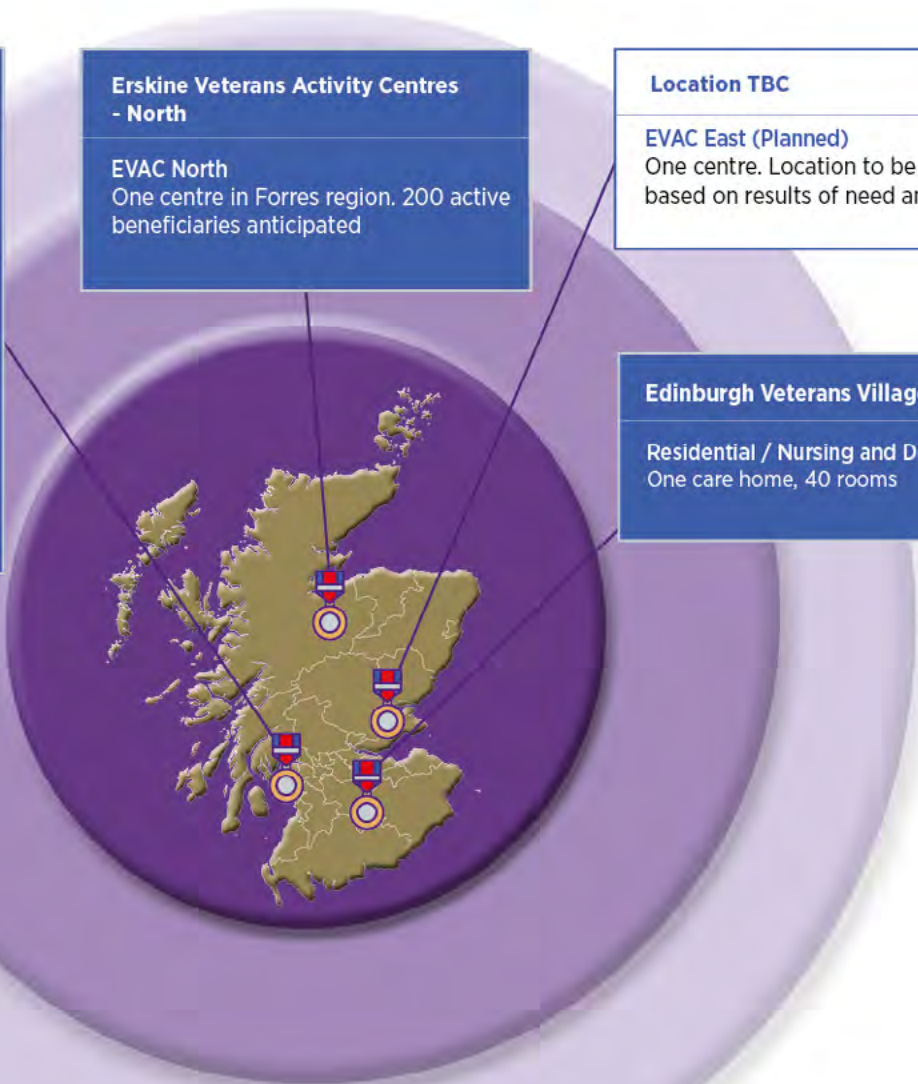 Erskine Veterans Activity Centres
- North
EVAC North
One centre in Forres region. 200 active
beneficiaries anticipated
Location TBC
EVAC East (Planned)
One centre. Location to be
based on results of need
Edinburgh Veterans
Residential / Nursing and
One care home, 40 rooms